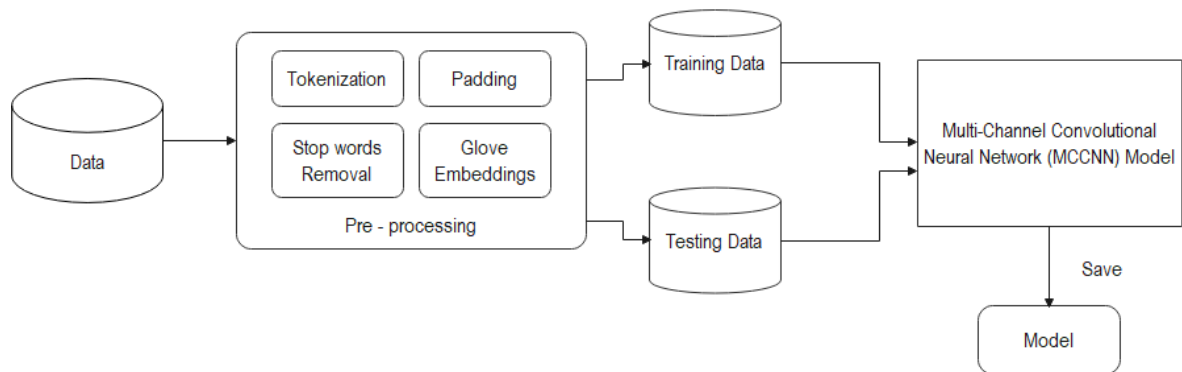 Data
Tokenization
Padding
Stop words
Removal
Glove
Embeddings
Pre - processing
Training Data
Testing Data
Multi-Channel Convolutional
Neural Network (MCCNN) Model
Save
Model